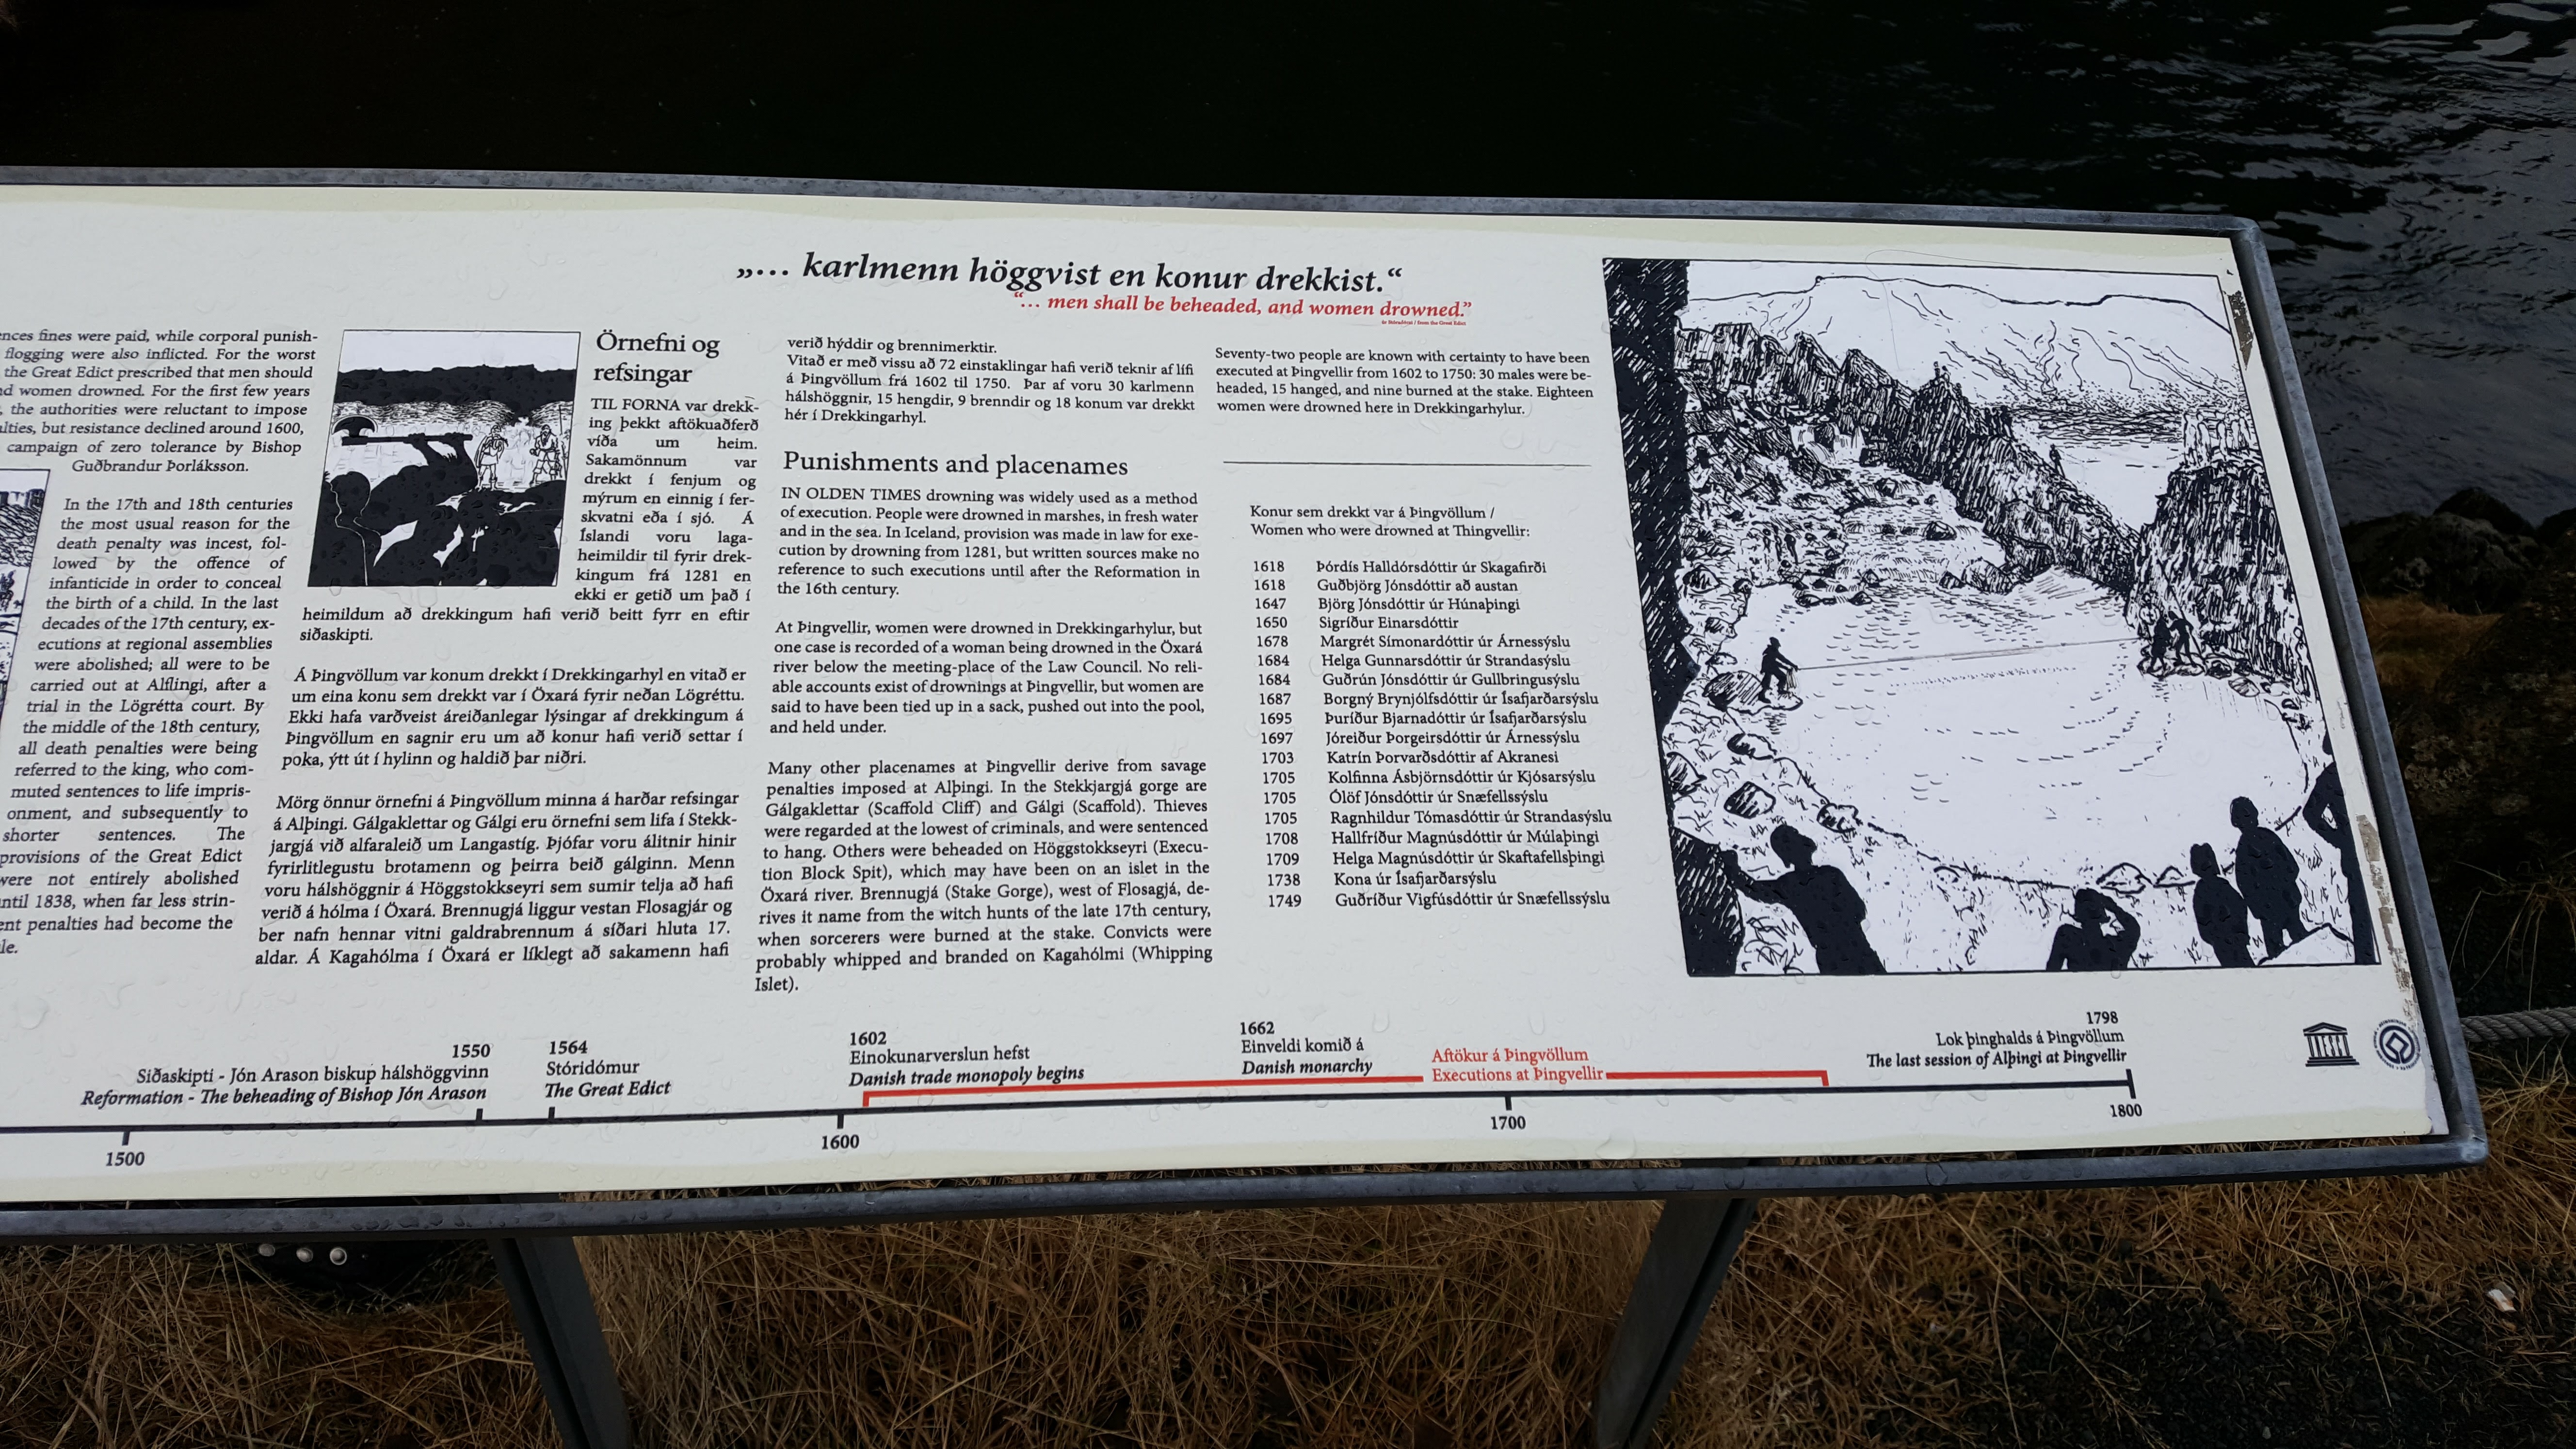 „… karlmenn höggvist en konur drekkist.“
“… men shall be beheaded, and women drowned.”
úr Stóradómi / from the Great Edict
fines were paid, while corporal punish-
flogging were also inflicted. For the worst
the Great Edict prescribed that men should
women drowned. For the first few years
the authorities were reluctant to impose
but resistance declined around 1600,
campaign of zero tolerance by Bishop
Guðbrandur Þorláksson.
In the 17th and 18th centuries
the most usual reason for the
death penalty was incest, fol-
lowed by the offence of
infanticide in order to conceal
the birth of a child. In the last
decades of the 17th century, ex-
ecutions at regional assemblies
were abolished; all were to be
carried out at Alflingi, after a
trial in the Lögrétta court. By
the middle of the 18th century,
all death penalties were being
referred to the king, who com-
muted sentences to life impris-
onment, and subsequently to
shorter sentences. The
provisions of the Great Edict
were not entirely abolished
until 1838, when far less strin-
ent penalties had become the
le.
Örnefni og
refsingar
TIL FORNA var drekk-
ing þekkt aftökuaðferð
víða um heim.
Sakamönnum var
drekkt í fenjum og
mýrum en einnig í fer-
skvatni eða í sjó. Á
Íslandi voru laga-
heimildir til fyrir drek-
kingum frá 1281 en
ekki er getið um það í
heimildum að drekkingum hafi verið beitt fyrr en eftir
siðaskipti.
Á Þingvöllum var konum drekkt í Drekkingarhyl en vitað er
um eina konu sem drekkt var í Öxará fyrir neðan Lögréttu.
Ekki hafa varðveist áreiðanlegar lýsingar af drekkingum á
Þingvöllum en sagnir eru um að konur hafi verið settar í
poka, ýtt út í hylinn og haldið þar niðri.
Mörg önnur örnefni á Þingvöllum minna á harðar refsingar
á Alþingi. Gálgaklettar og Gálgi eru örnefni sem lifa í Stekk-
jargjá við alfaraleið um Langastíg. Þjófar voru álitnir hinir
fyrirlitlegustu brotamenn og þeirra beið gálginn. Menn
voru hálshöggnir á Höggstokkseyri sem sumir telja að hafi
verið á hólma í Öxará. Brennugjá liggur vestan Flosagjár og
ber nafn hennar vitni galdrabrennum á síðari hluta 17.
aldar. Á Kagahólma í Öxará er líklegt að sakamenn hafi
verið hýddir og brennimerktir.
Vitað er með vissu að 72 einstaklingar hafi verið teknir af lífi
á Þingvöllum frá 1602 til 1750. Þar af voru 30 karlmenn
hálshöggnir, 15 hengdir, 9 brenndir og 18 konum var drekkt
hér í Drekkingarhyl.
Punishments and placenames
IN OLDEN TIMES drowning was widely used as a method
of execution. People were drowned in marshes, in fresh water
and in the sea. In Iceland, provision was made in law for exe-
cution by drowning from 1281, but written sources make no
reference to such executions until after the Reformation in
the 16th century.
At Þingvellir, women were drowned in Drekkingarhylur, but
one case is recorded of a woman being drowned in the Öxará
river below the meeting-place of the Law Council. No reli-
able accounts exist of drownings at Þingvellir, but women are
said to have been tied up in a sack, pushed out into the pool,
and held under.
Many other placenames at Þingvellir derive from savage
penalties imposed at Alþingi. In the Stekkjargjá gorge are
Gálgaklettar (Scaffold Cliff) and Gálgi (Scaffold). Thieves
were regarded at the lowest of criminals, and were sentenced
to hang. Others were beheaded on Höggstokkseyri (Execu-
tion Block Spit), which may have been on an islet in the
Öxará river. Brennugjá (Stake Gorge), west of Flosagjá, de-
rives it name from the witch hunts of the late 17th century,
when sorcerers were burned at the stake. Convicts were
probably whipped and branded on Kagahólmi (Whipping
Islet).
Seventy-two people are known with certainty to have been
executed at Þingvellir from 1602 to 1750: 30 males were be-
headed, 15 hanged, and nine burned at the stake. Eighteen
women were drowned here in Drekkingarhylur.
Konur sem drekkt var á Þingvöllum /
Women who were drowned at Thingvellir:
1618 Þórdís Halldórsdóttir úr Skagafirði
1618 Guðbjörg Jónsdóttir að austan
1647 Björg Jónsdóttir úr Húnaþingi
1650 Sigríður Einarsdóttir
1678 Margrét Símonardóttir úr Árnessýslu
1684 Helga Gunnarsdóttir úr Strandasýslu
1684 Guðrún Jónsdóttir úr Gullbringusýslu
1687 Borgný Brynjólfsdóttir úr Ísafjarðarsýslu
1695 Þuríður Bjarnadóttir úr Ísafjarðarsýslu
1697 Jóreiður Þorgeirsdóttir úr Árnessýslu
1703 Katrín Þorvarðsdóttir af Akranesi
1705 Kolfinna Ásbjörnsdóttir úr Kjósarsýslu
1705 Ólöf Jónsdóttir úr Snæfellssýslu
1705 Ragnhildur Tómasdóttir úr Strandasýslu
1708 Hallfríður Magnúsdóttir úr Múlaþingi
1709 Helga Magnúsdóttir úr Skaftafellsþingi
1738 Kona úr Ísafjarðarsýslu
1749 Guðríður Vigfúsdóttir úr Snæfellssýslu
1550
Siðaskipti - Jón Arason biskup hálshöggvinn
Reformation - The beheading of Bishop Jón Arason
1564
Stóridómur
The Great Edict
1602
Einokunarverslun hefst
Danish trade monopoly begins
1662
Einveldi komið á
Danish monarchy
Aftökur á Þingvöllum
Executions at Þingvellir
1798
Lok þinghalds á Þingvöllum
The last session of Alþingi at Þingvellir
1500
1600
1700
1800